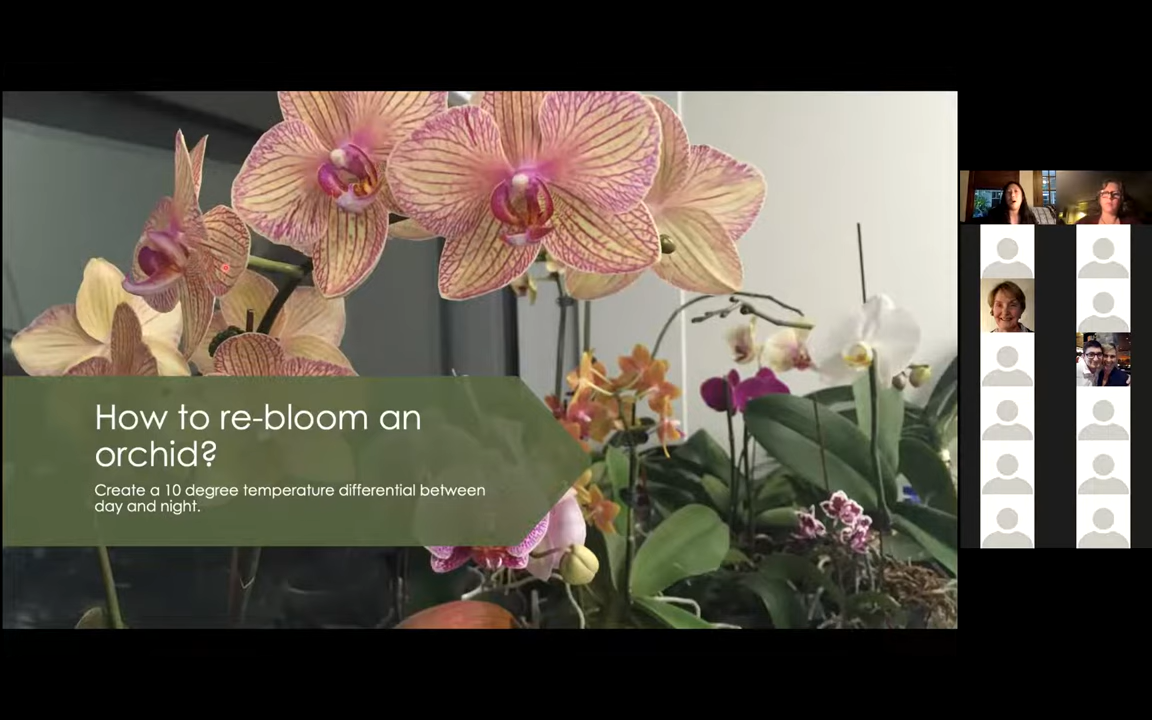 How to re-bloom an
orchid?
Create a 10 degree temperature differential between
day and night.